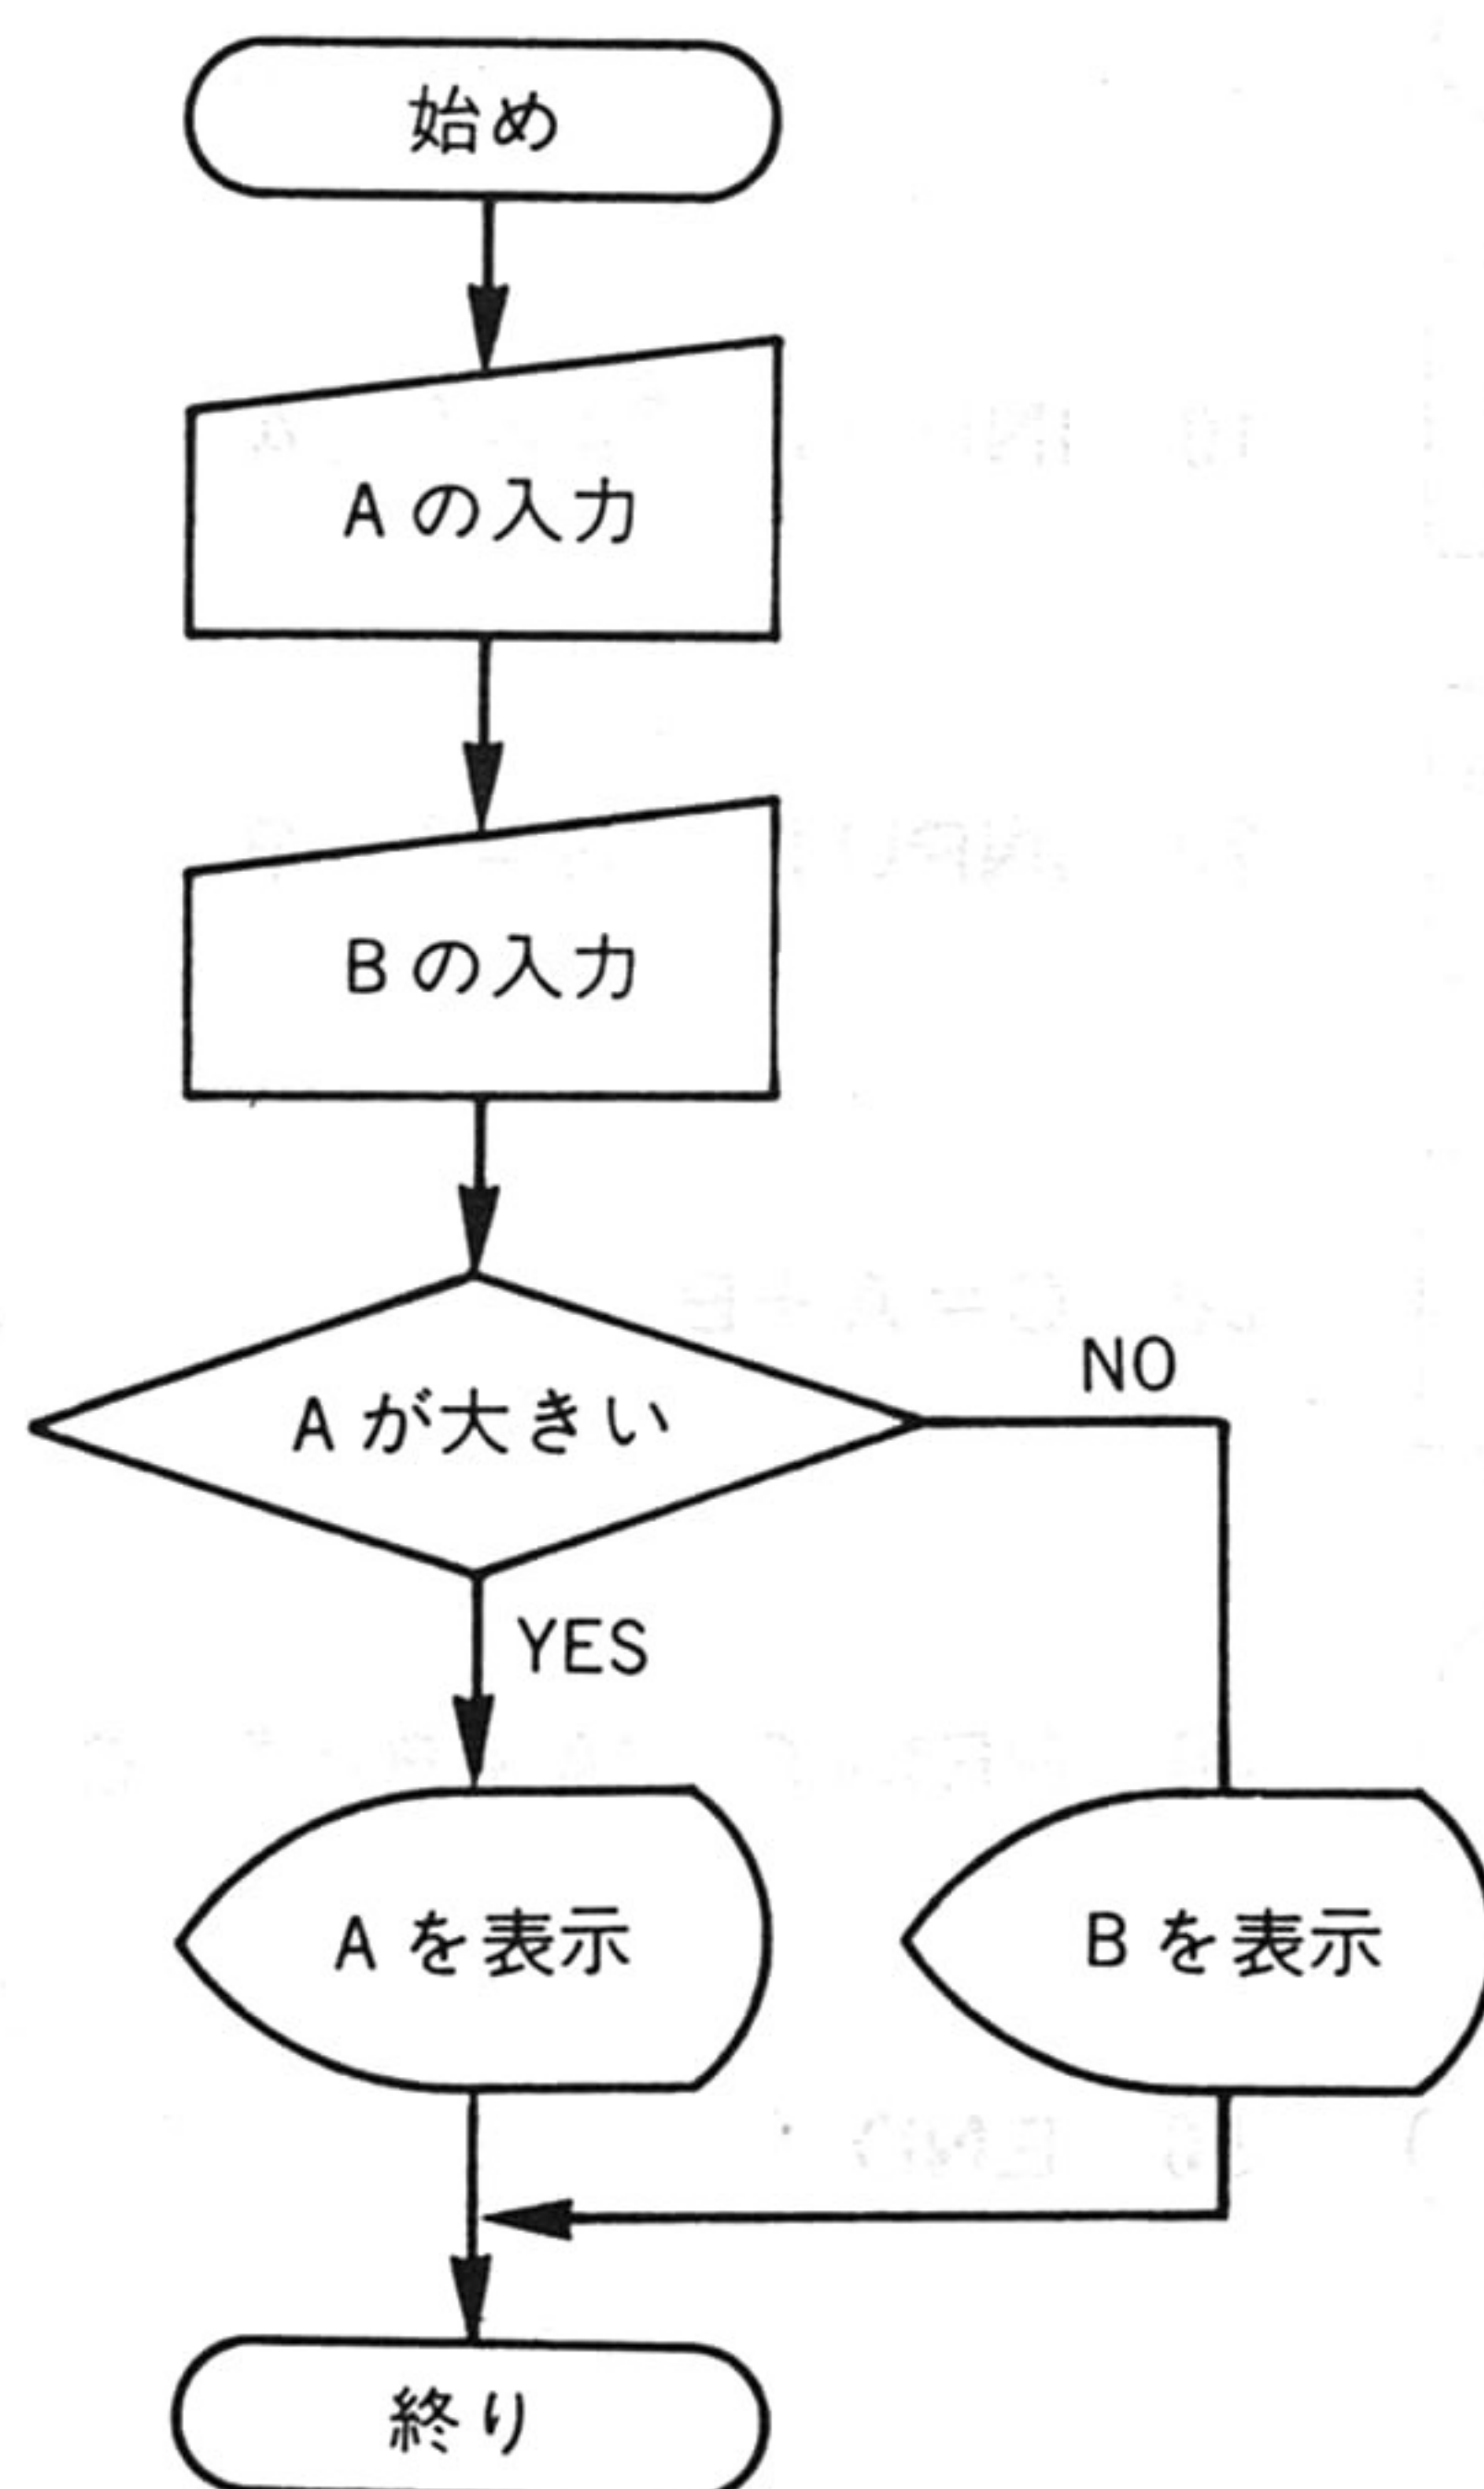 始め
Aの入力
Bの入力
Aが大きい
NO
YES
Aを表示
Bを表示
終り